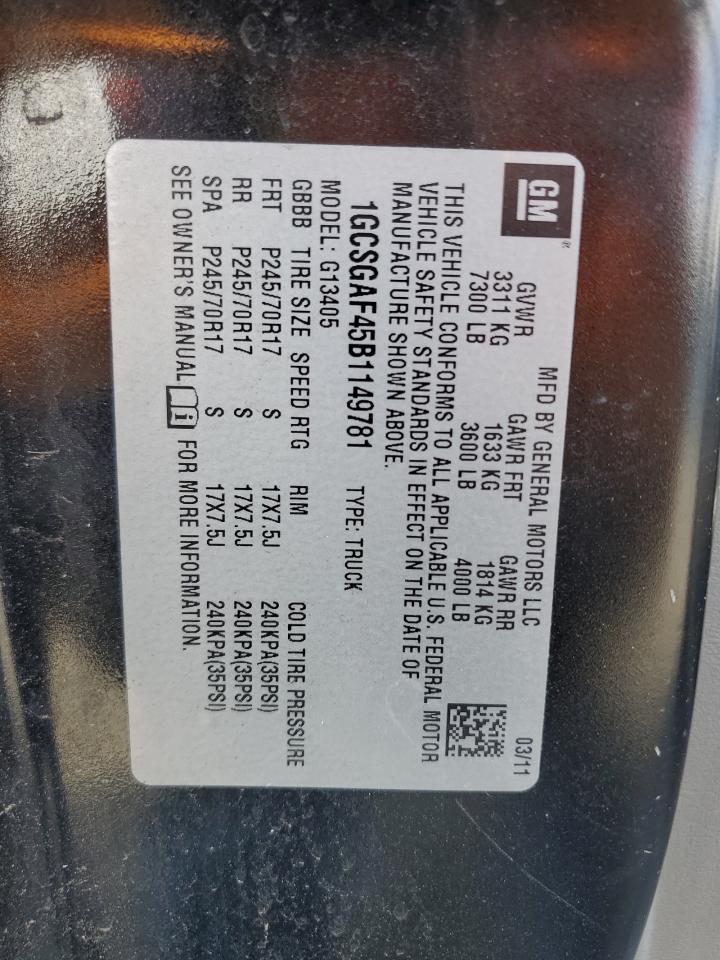 GM®
MFD BY GENERAL MOTORS LLC 03/11
GVWR GAWR FRT GAWR RR
3311 KG 1633 KG 1814 KG
7300 LB 3600 LB 4000 LB
THIS VEHICLE CONFORMS TO ALL APPLICABLE U.S. FEDERAL MOTOR
VEHICLE SAFETY STANDARDS IN EFFECT ON THE DATE OF
MANUFACTURE SHOWN ABOVE.
1GCSGAF45B1149781 TYPE: TRUCK
MODEL: G13405
GBBB TIRE SIZE SPEED RTG RIM COLD TIRE PRESSURE
FRT P245/70R17 S 17X7.5J 240KPA(35PSI)
RR P245/70R17 S 17X7.5J 240KPA(35PSI)
SPA P245/70R17 S 17X7.5J 240KPA(35PSI)
SEE OWNER'S MANUAL i FOR MORE INFORMATION.